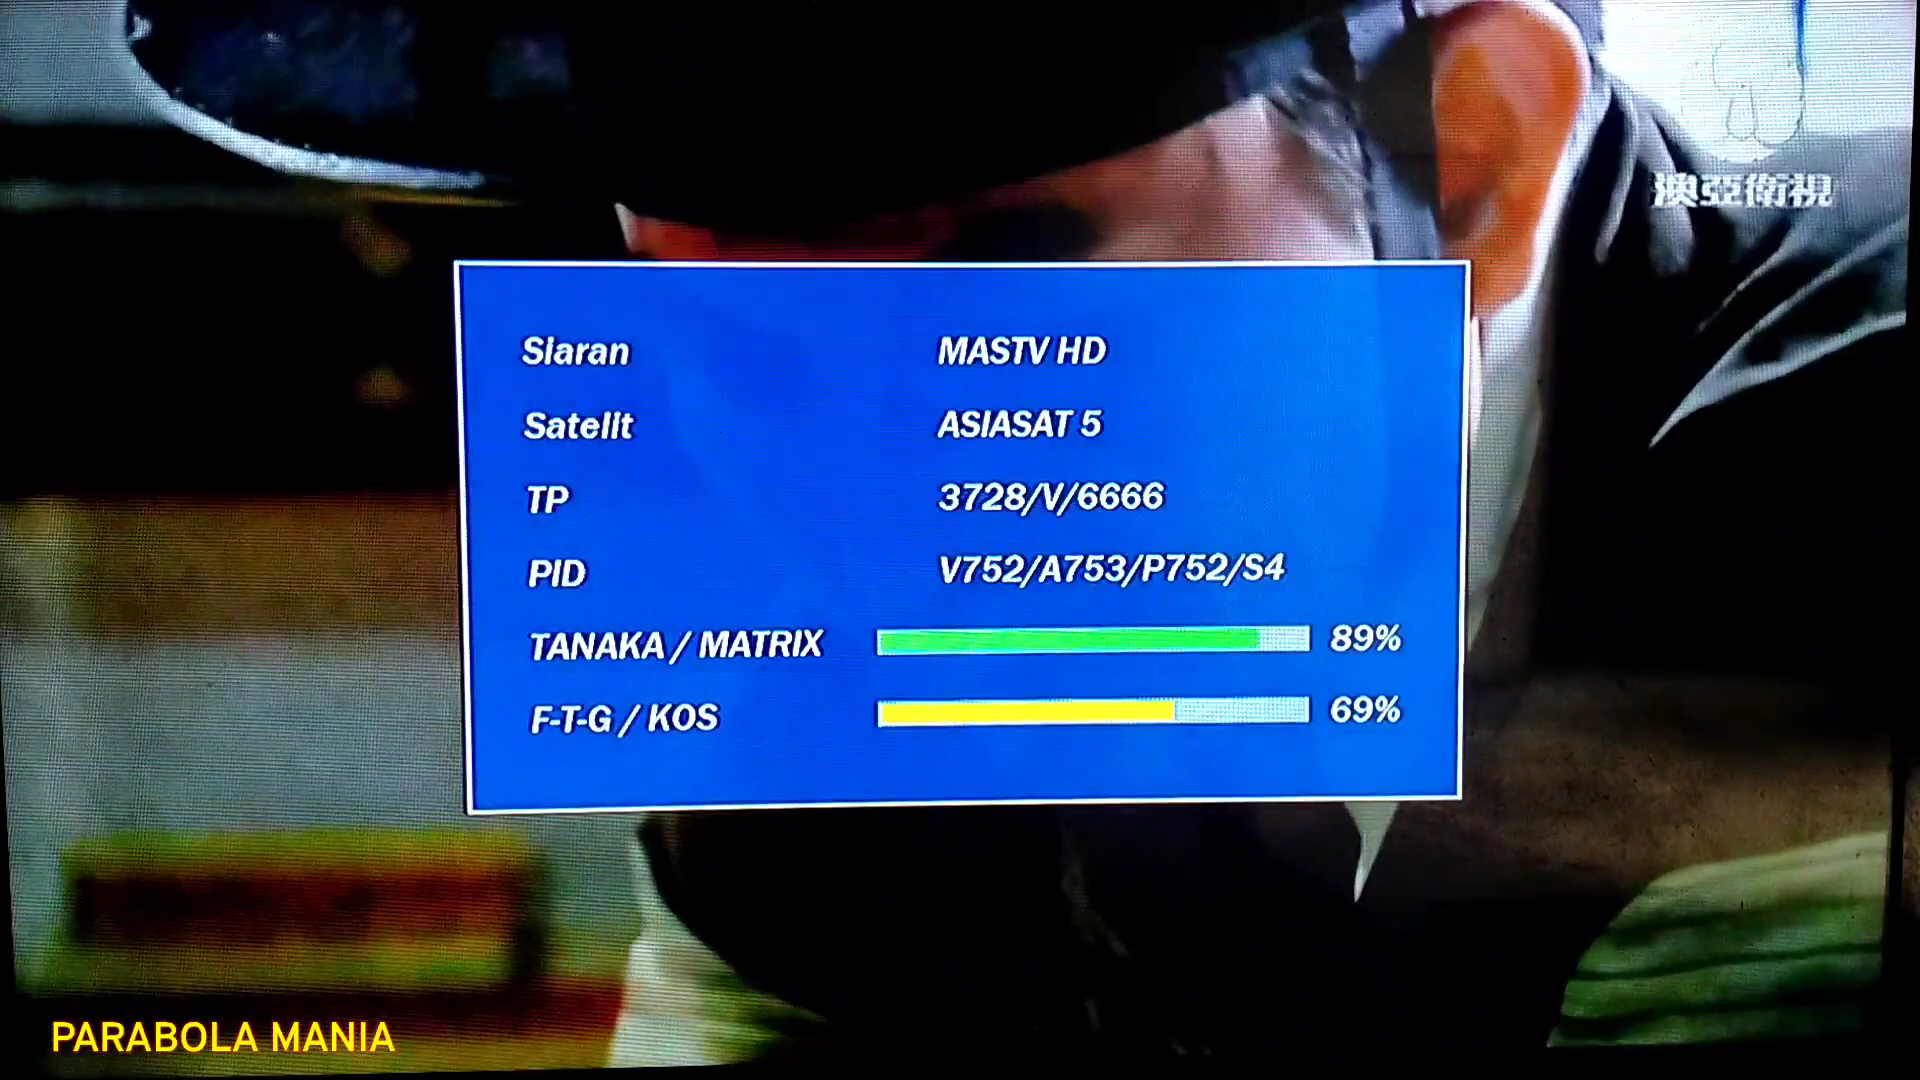 澳亞衛視
Siaran MASTV HD
Satelit ASIASAT 5
TP 3728/V/6666
PID V752/A753/P752/S4
TANAKA / MATRIX 89%
F-T-G / KOS 69%
PARABOLA MANIA